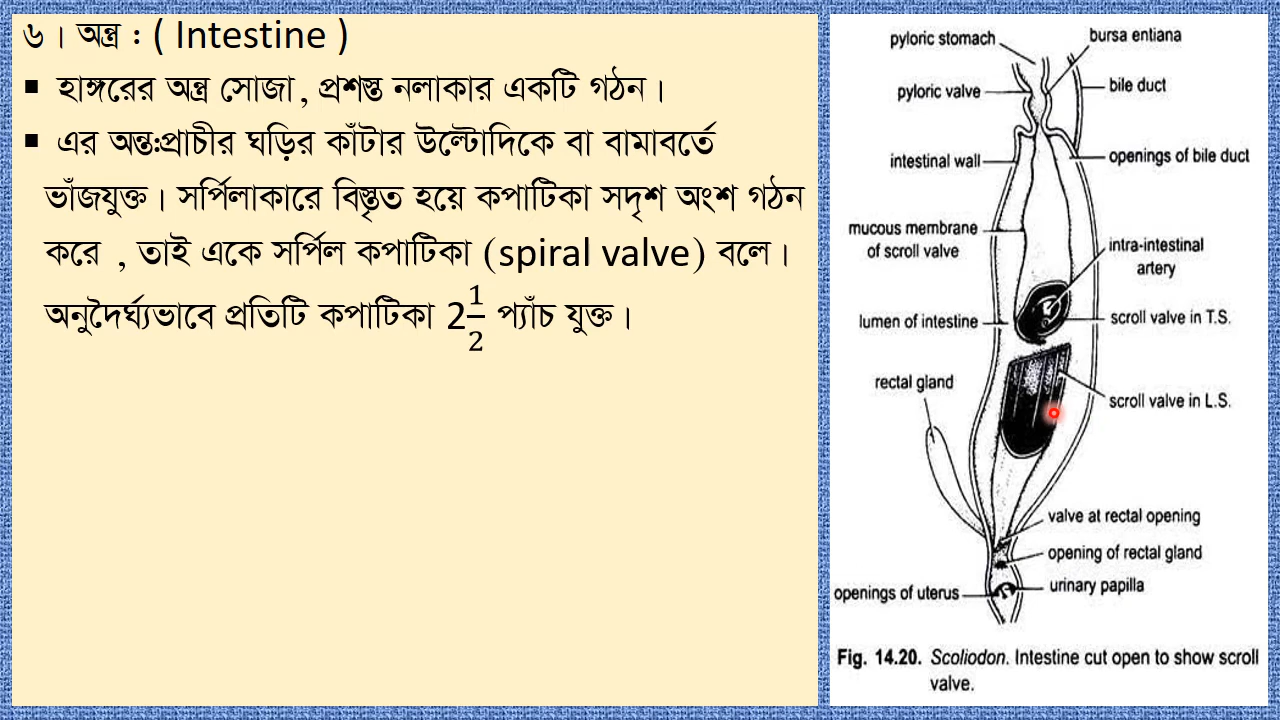 ৬। অন্ত্র : ( Intestine )
▪ হাঙ্গরের অন্ত্র সোজা, প্রশস্ত নলাকার একটি গঠন।
▪ এর অন্ত:প্রাচীর ঘড়ির কাঁটার উল্টোদিকে বা বামাবর্তে
ভাঁজযুক্ত। সর্পিলাকারে বিস্তৃত হয়ে কপাটিকা সদৃশ অংশ গঠন
করে , তাই একে সর্পিল কপাটিকা (spiral valve) বলে।
অনুদৈর্ঘ্যভাবে প্রতিটি কপাটিকা 2 1/2 প্যাঁচ যুক্ত।
pyloric stomach
bursa entiana
pyloric valve
bile duct
intestinal wall
openings of bile duct
mucous membrane
of scroll valve
intra-intestinal
artery
lumen of intestine
scroll valve in T.S.
rectal gland
scroll valve in L.S.
valve at rectal opening
opening of rectal gland
openings of uterus
urinary papilla
Fig. 14.20. Scoliodon. Intestine cut open to show scroll
valve.